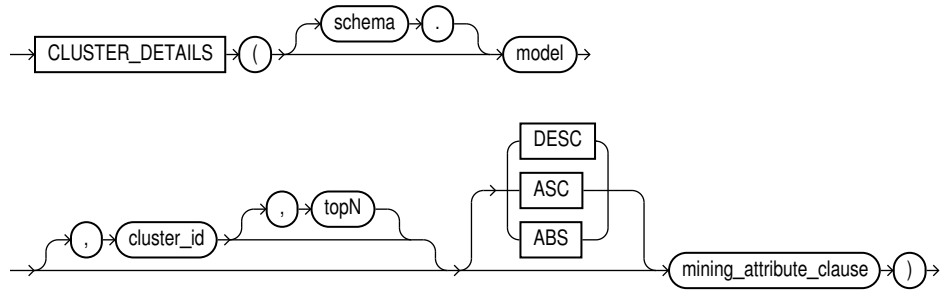 schema .
CLUSTER_DETAILS ( model
DESC
, topN ASC
, cluster_id ABS
mining_attribute_clause )